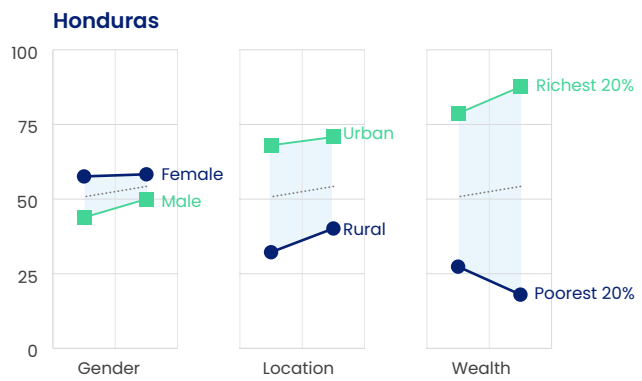 Honduras
100
75
50
25
0
Female
Male
Urban
Rural
Richest 20%
Poorest 20%
Gender
Location
Wealth